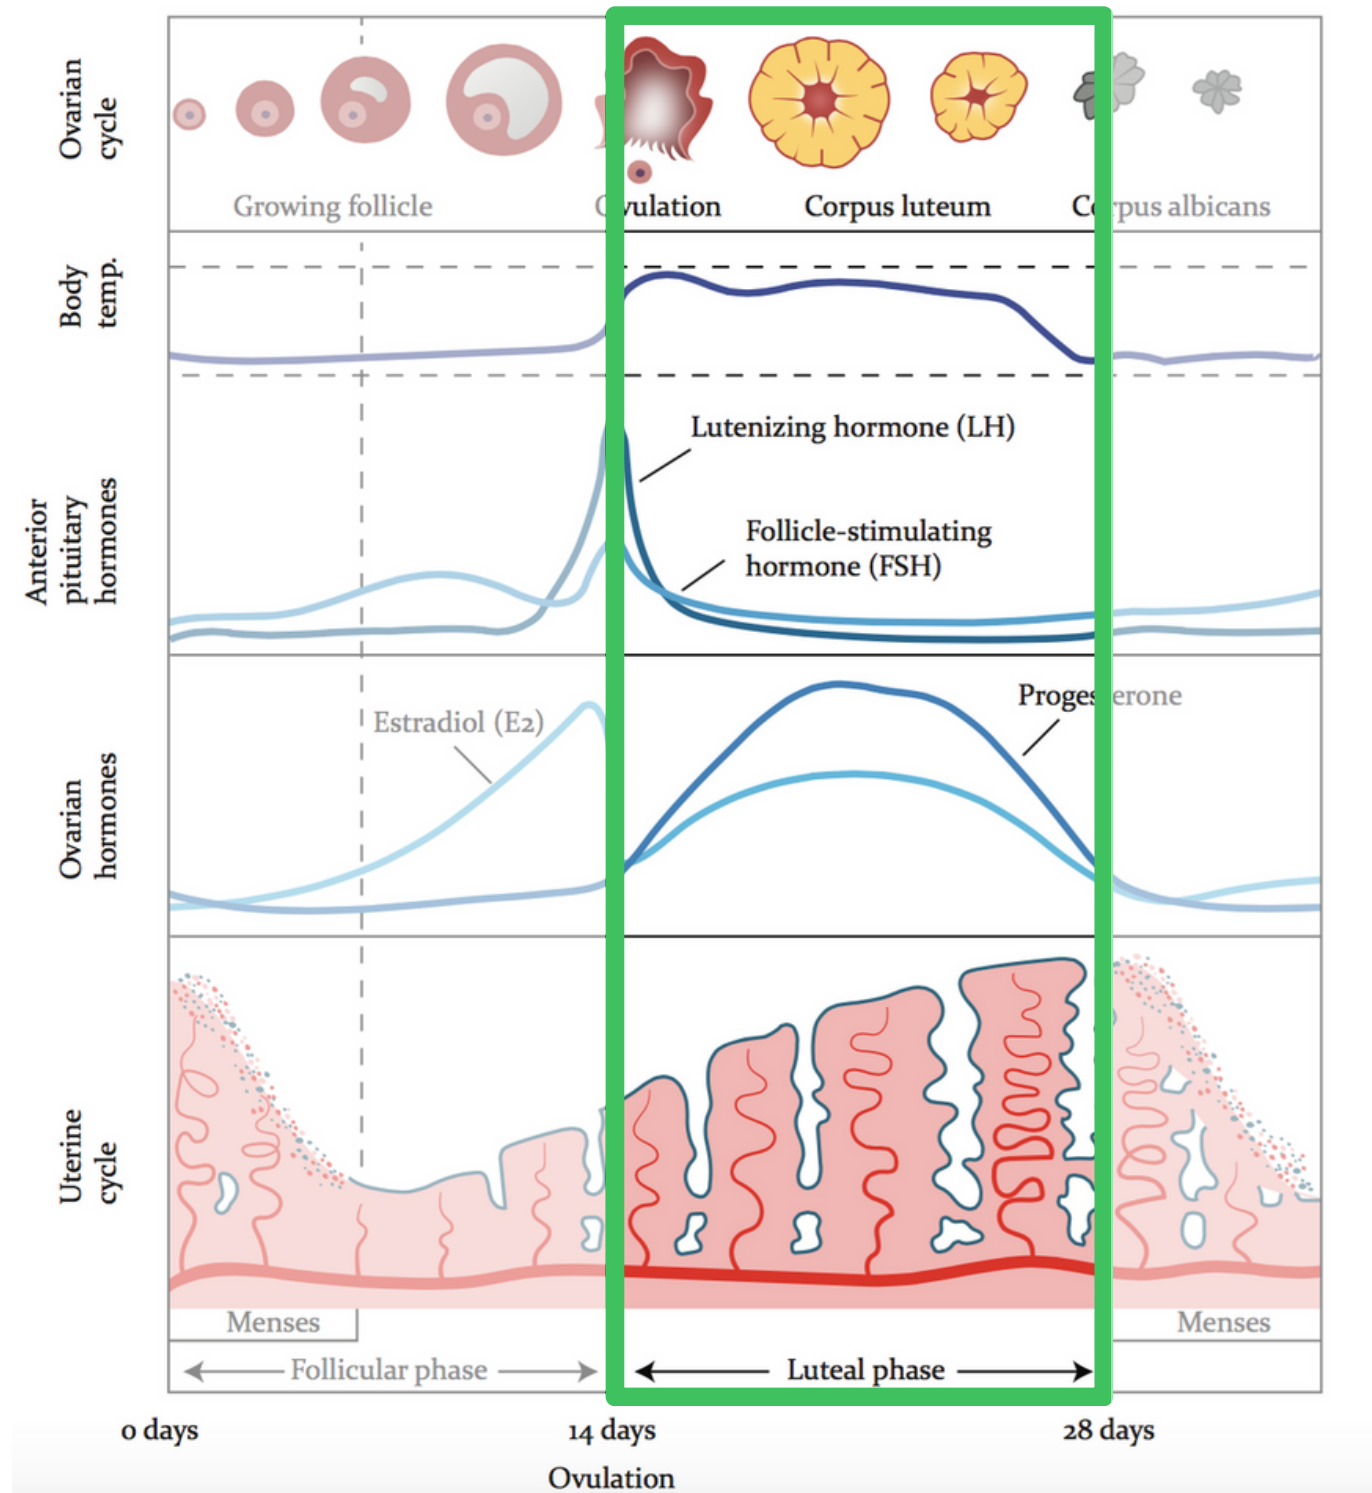 Ovarian
cycle
Growing follicle
Ovulation
Corpus luteum
Corpus albicans
Body
temp.
Anterior
pituitary
hormones
Lutenizing hormone (LH)
Follicle-stimulating
hormone (FSH)
Ovarian
hormones
Estradiol (E2)
Progesterone
Uterine
cycle
Menses
Menses
Follicular phase
Luteal phase
0 days
14 days
28 days
Ovulation